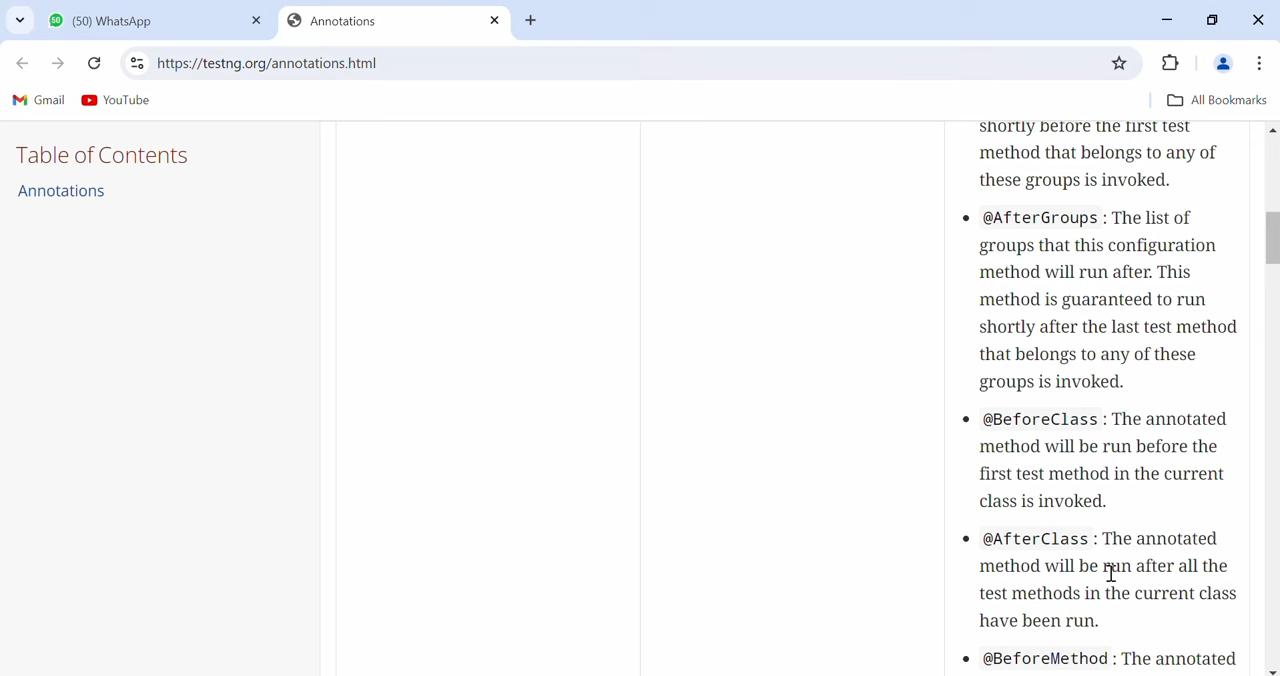 (50) WhatsApp
Annotations
https://testng.org/annotations.html
Gmail
YouTube
All Bookmarks
Table of Contents
Annotations
shortly before the first test
method that belongs to any of
these groups is invoked.
• @AfterGroups: The list of
groups that this configuration
method will run after. This
method is guaranteed to run
shortly after the last test method
that belongs to any of these
groups is invoked.
• @BeforeClass: The annotated
method will be run before the
first test method in the current
class is invoked.
• @AfterClass: The annotated
method will be run after all the
test methods in the current class
have been run.
• @BeforeMethod: The annotated